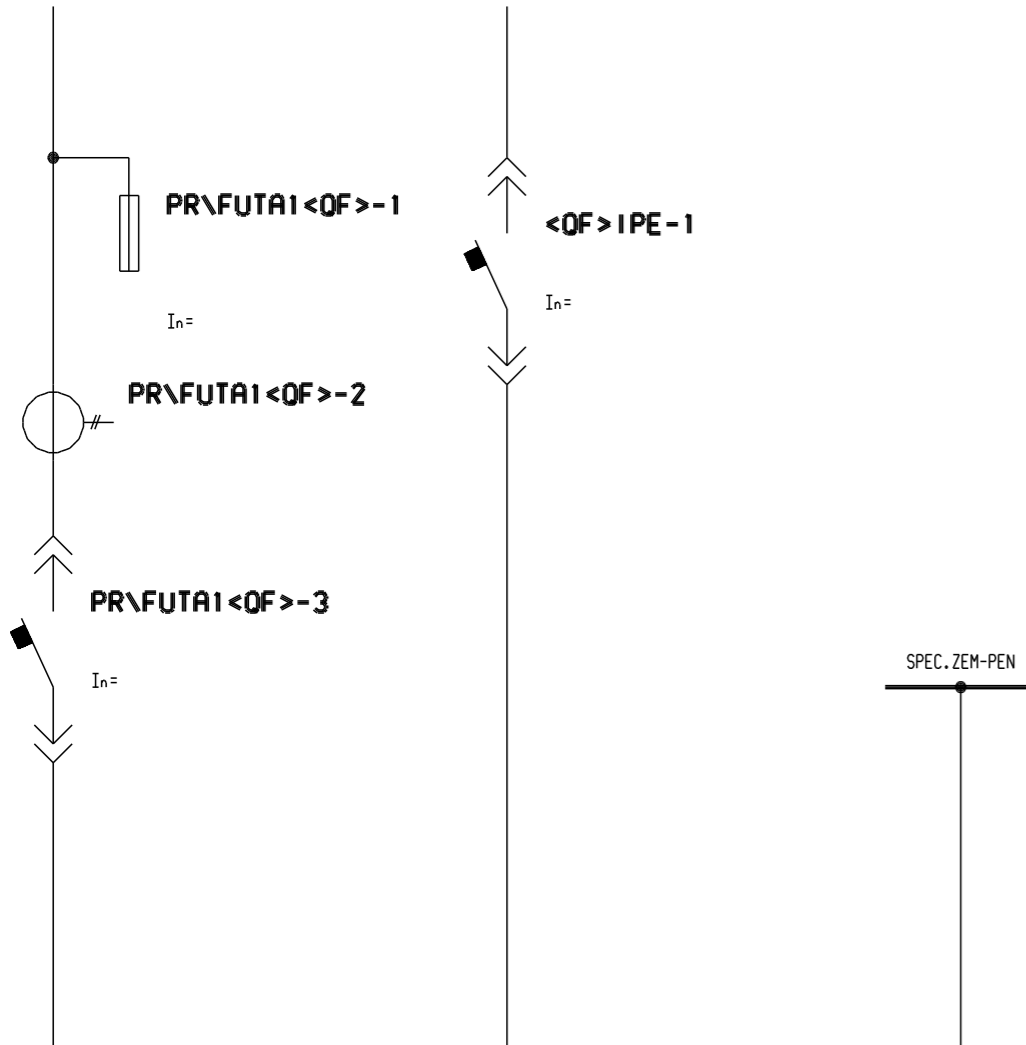 PR\FUTA1<QF>-1
<QF>IPE-1
In=
In=
PR\FUTA1<QF>-2
PR\FUTA1<QF>-3
In=
SPEC.ZEM-PEN